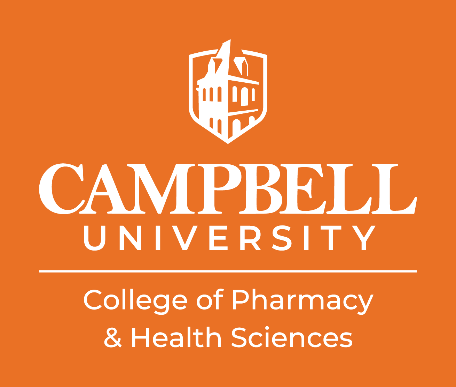 CAMPBELL
UNIVERSITY
College of Pharmacy
& Health Sciences